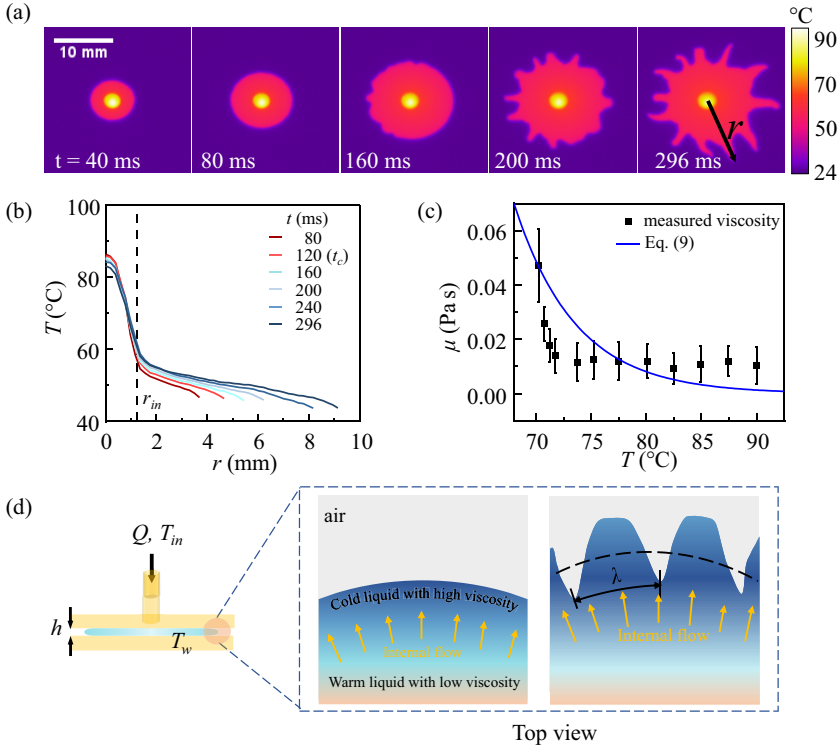 (a)
°C
10 mm
t = 40 ms
80 ms
160 ms
200 ms
296 ms
r
90
70
50
24
(b)
100
80
60
40
T (°C)
0 2 4 6 8 10
r (mm)
r_in
t (ms)
80
120 (t_c)
160
200
240
296
(c)
0.06
0.04
0.02
0.00
μ (Pa s)
70 75 80 85 90
T (°C)
measured viscosity
Eq. (9)
(d)
Q, T_in
h
T_w
air
Cold liquid with high viscosity
Internal flow
Warm liquid with low viscosity
λ
Internal flow
Top view